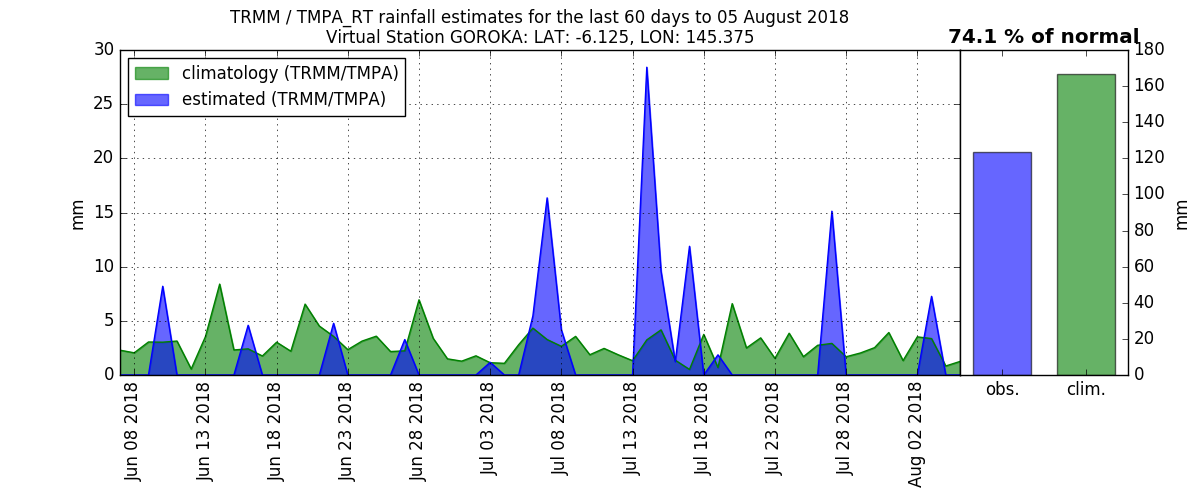 TRMM / TMPA_RT rainfall estimates for the last 60 days to 05 August 2018
Virtual Station GOROKA: LAT: -6.125, LON: 145.375
74.1 % of normal
climatology (TRMM/TMPA)
estimated (TRMM/TMPA)
30
25
20
15
10
5
0
mm
Jun 08 2018
Jun 13 2018
Jun 18 2018
Jun 23 2018
Jun 28 2018
Jul 03 2018
Jul 08 2018
Jul 13 2018
Jul 18 2018
Jul 23 2018
Jul 28 2018
Aug 02 2018
180
160
140
120
100
80
60
40
20
0
mm
obs.
clim.